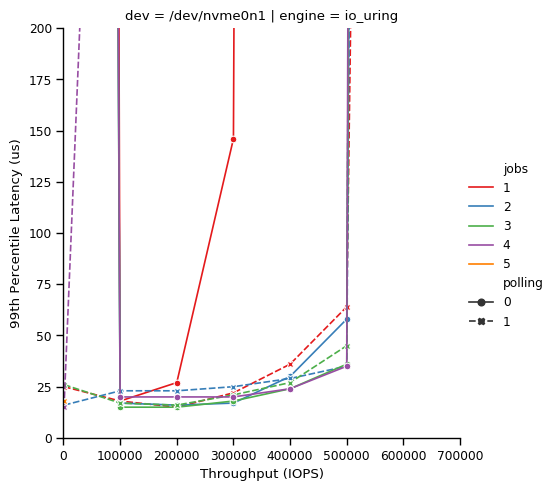 dev = /dev/nvme0n1 | engine = io_uring
200
175
150
125
100
75
50
25
0
99th Percentile Latency (us)
0 100000 200000 300000 400000 500000 600000 700000
Throughput (IOPS)
jobs
1
2
3
4
5
polling
0
1